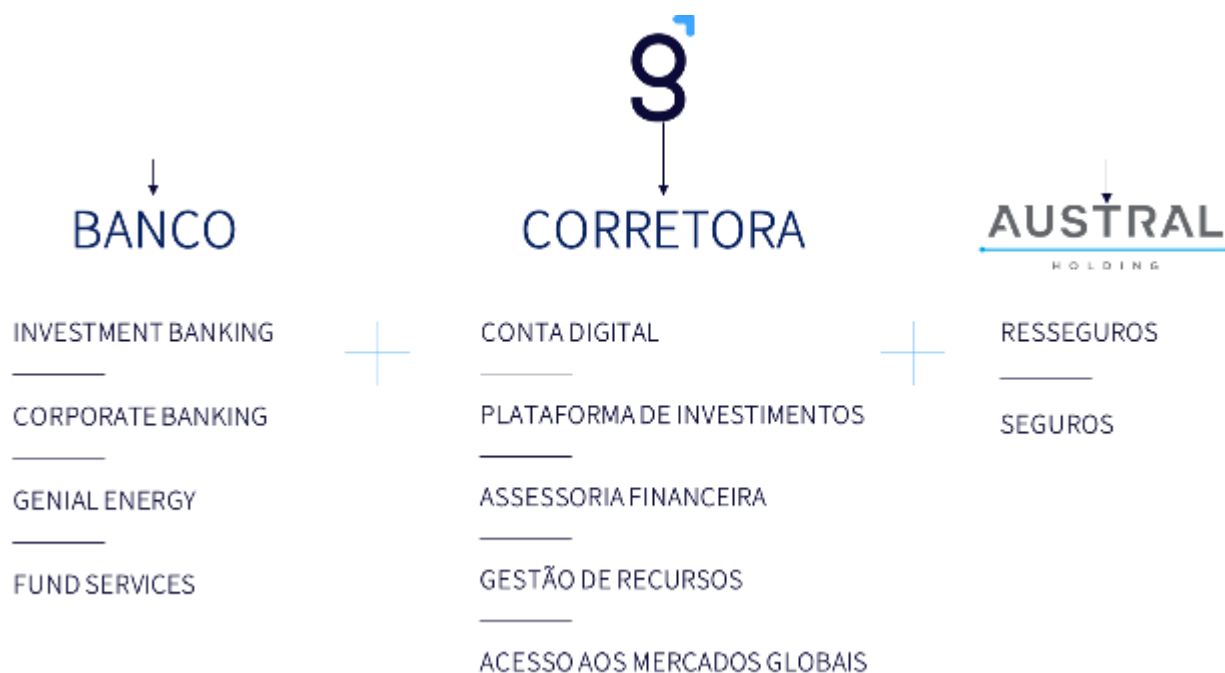 g
BANCO
CORRETORA
AUSTRAL
HOLDING
INVESTMENT BANKING
CORPORATE BANKING
GENIAL ENERGY
FUND SERVICES
CONTA DIGITAL
PLATAFORMA DE INVESTIMENTOS
ASSESSORIA FINANCEIRA
GESTÃO DE RECURSOS
ACESSO AOS MERCADOS GLOBAIS
RESSEGUROS
SEGUROS